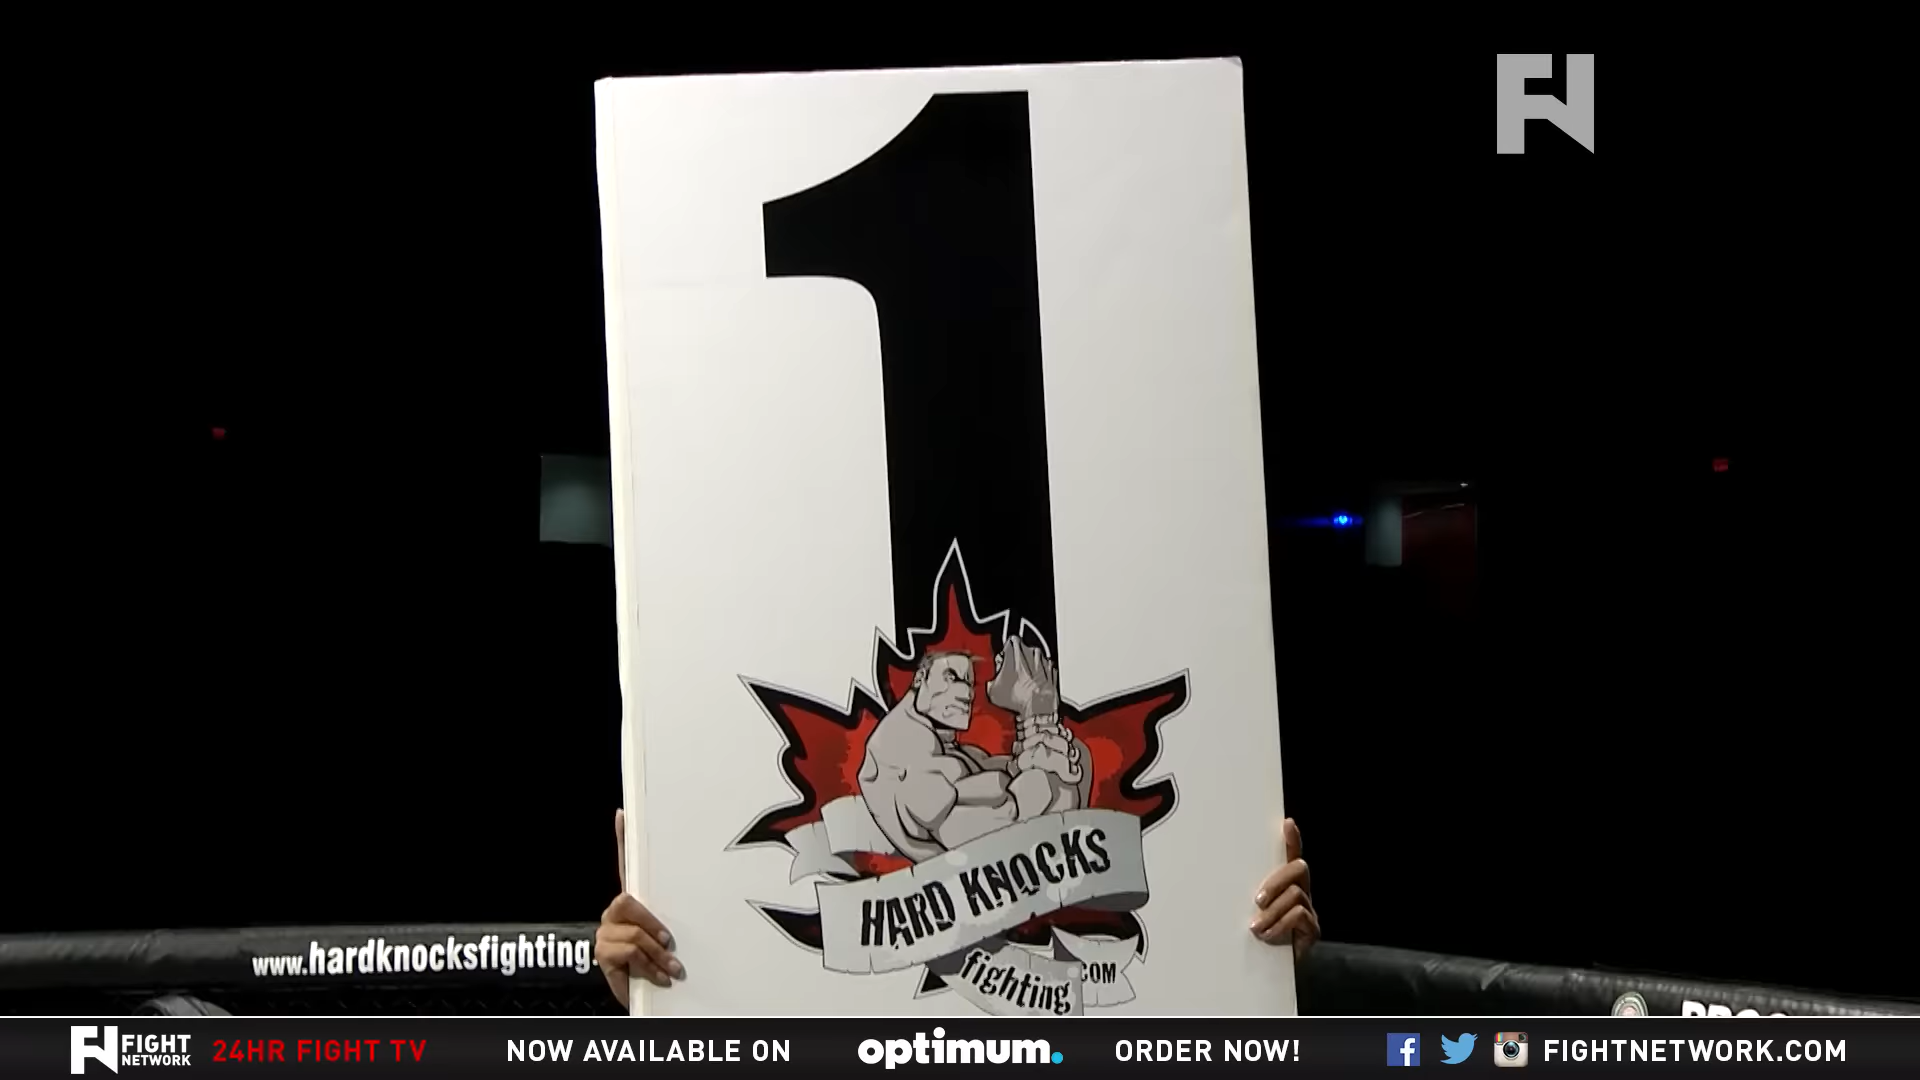 1
HARD KNOCKS
fighting
COM
www.hardknocksfighting.
FIGHT
NETWORK
24HR FIGHT TV
NOW AVAILABLE ON
optimum.
ORDER NOW!
FIGHTNETWORK.COM